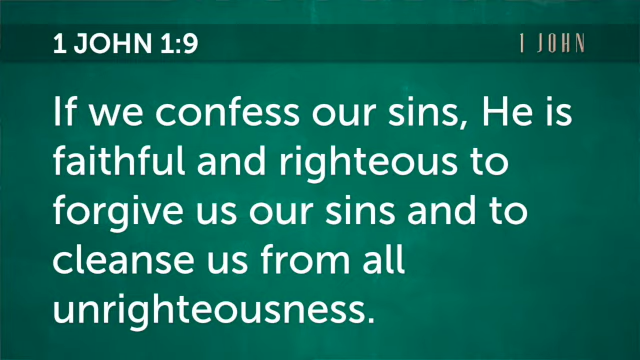 1 JOHN 1:9
1 JOHN
If we confess our sins, He is
faithful and righteous to
forgive us our sins and to
cleanse us from all
unrighteousness.